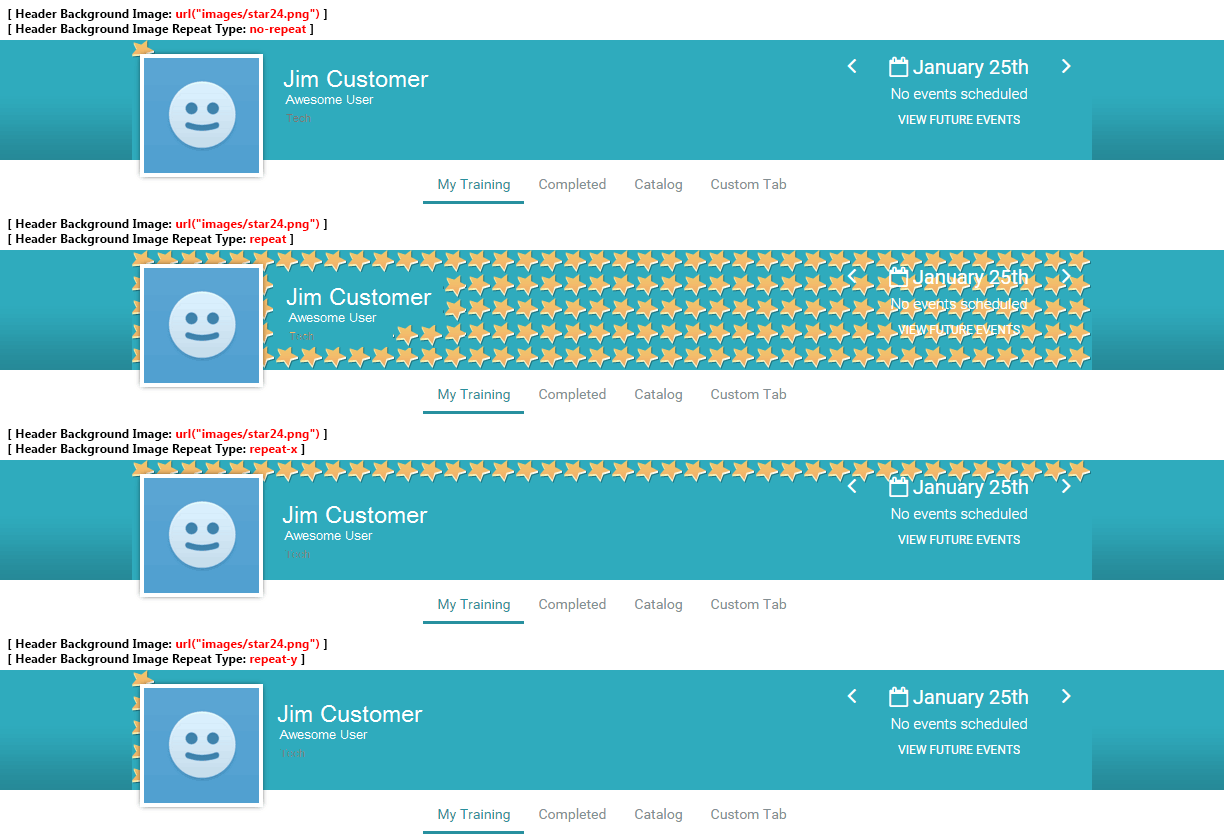 [ Header Background Image: url("images/star24.png") ]
[ Header Background Image Repeat Type: no-repeat ]
Jim Customer
Awesome User
Tech
January 25th
No events scheduled
VIEW FUTURE EVENTS
My Training Completed Catalog Custom Tab
[ Header Background Image: url("images/star24.png") ]
[ Header Background Image Repeat Type: repeat ]
Jim Customer
Awesome User
Tech
January 25th
No events scheduled
VIEW FUTURE EVENTS
My Training Completed Catalog Custom Tab
[ Header Background Image: url("images/star24.png") ]
[ Header Background Image Repeat Type: repeat-x ]
Jim Customer
Awesome User
Tech
January 25th
No events scheduled
VIEW FUTURE EVENTS
My Training Completed Catalog Custom Tab
[ Header Background Image: url("images/star24.png") ]
[ Header Background Image Repeat Type: repeat-y ]
Jim Customer
Awesome User
Tech
January 25th
No events scheduled
VIEW FUTURE EVENTS
My Training Completed Catalog Custom Tab